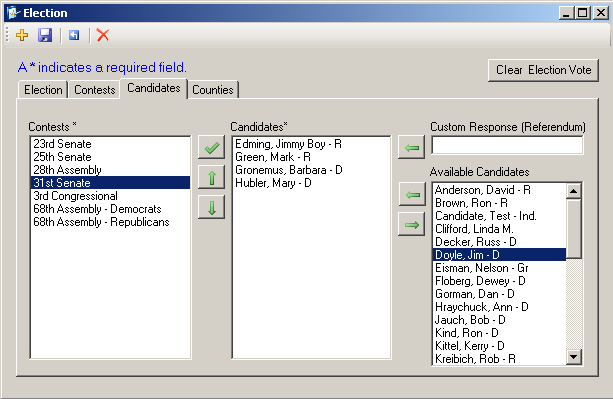 Election
A * indicates a required field.
Clear Election Vote
Election
Contests
Candidates
Counties
Contests *
23rd Senate
25th Senate
28th Assembly
31st Senate
3rd Congressional
68th Assembly - Democrats
68th Assembly - Republicans
Candidates*
Edming, Jimmy Boy - R
Green, Mark - R
Gronemus, Barbara - D
Hubler, Mary - D
Custom Response (Referendum)
Available Candidates
Anderson, David - R
Brown, Ron - R
Candidate, Test - Ind.
Clifford, Linda M.
Decker, Russ - D
Doyle, Jim - D
Eisman, Nelson - Gr
Floberg, Dewey - D
Gorman, Dan - D
Hraychuck, Ann - D
Jauch, Bob - D
Kind, Ron - D
Kittel, Kerry - D
Kreibich, Rob - R